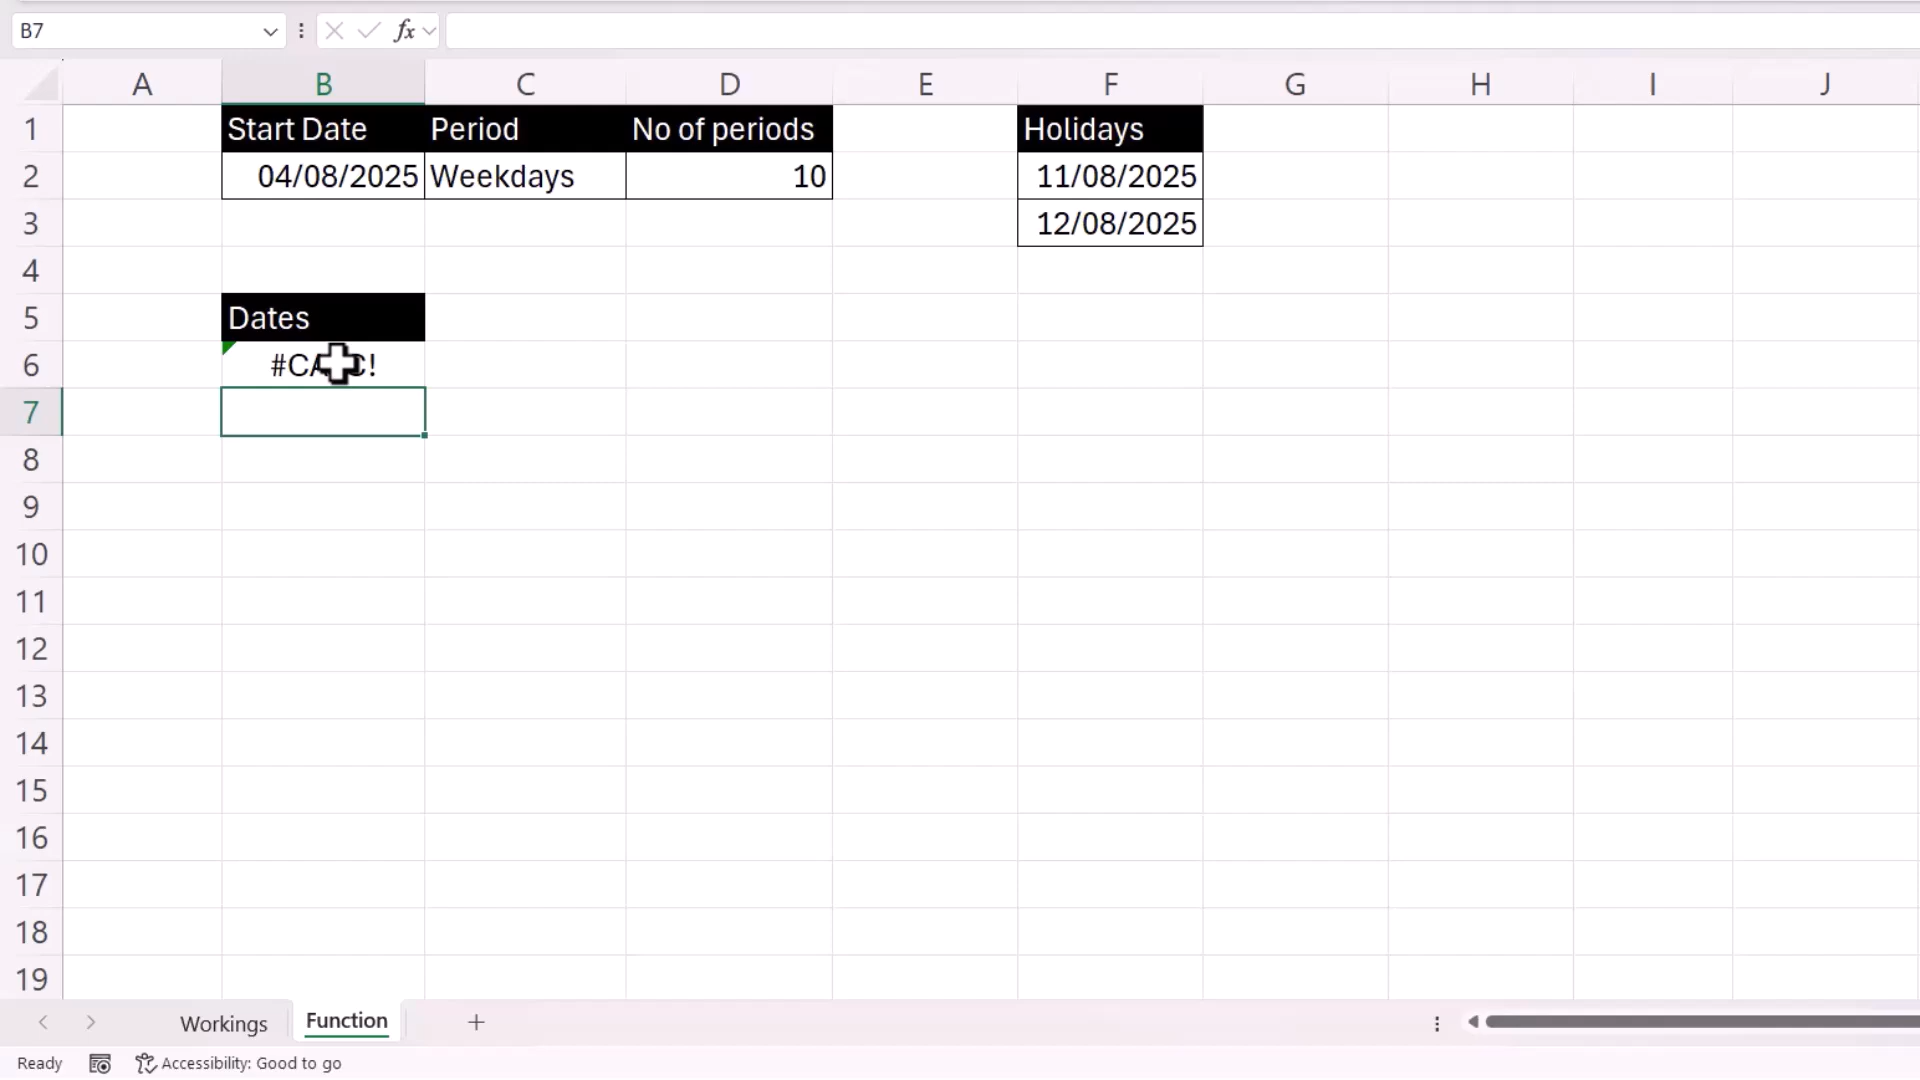 B7
fx
A B C D E F G H I J
1 Start Date Period No of periods Holidays
2 04/08/2025 Weekdays 10 11/08/2025
3 12/08/2025
4
5 Dates
6
7
8
9
10
11
12
13
14
15
16
17
18
19
Workings Function +
Ready Accessibility: Good to go